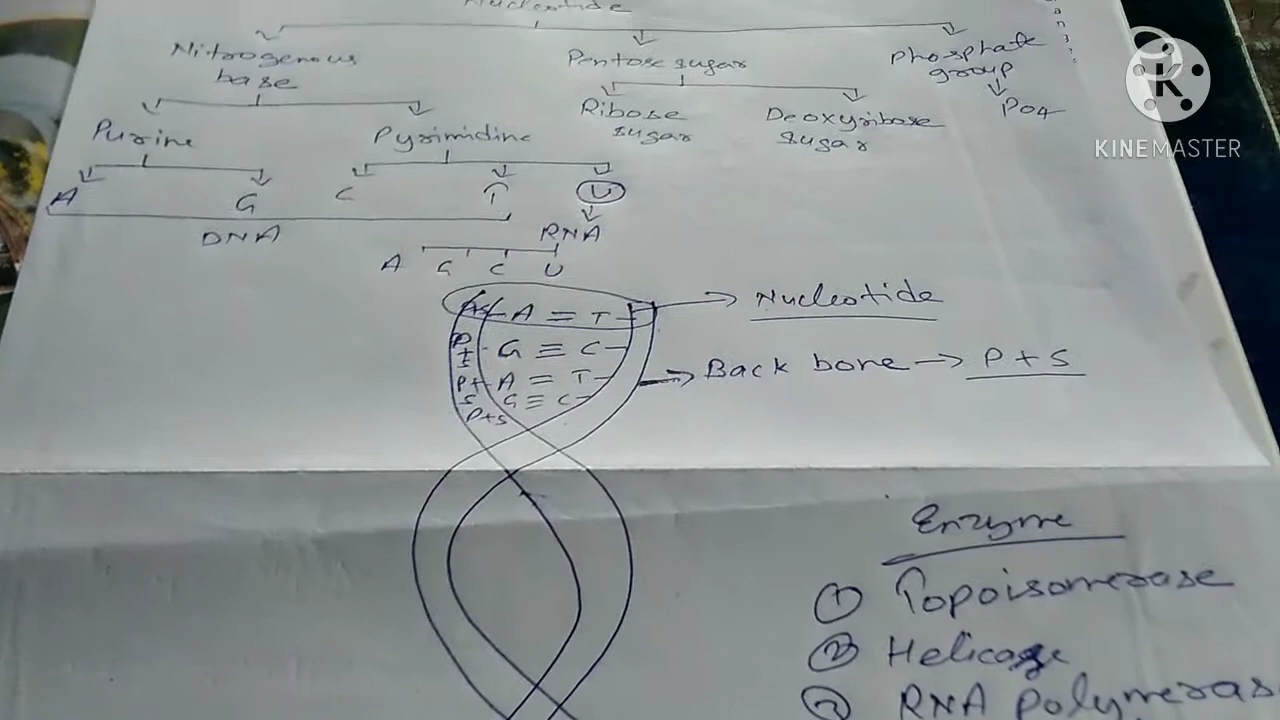 Nucleotide
Nitrogenous base
Pentose sugar
Phosphate group
PO4
Purine
Pyrimidine
Ribose sugar
Deoxyribose sugar
A G C T U
DNA
RNA
A G C U
A = T
G ≡ C
A = T
G ≡ C
P+s
Nucleotide
Back bone → P+S
Enzyme
① Topoisomerase
② Helicase
RNA polymeras
K
KINEMASTER